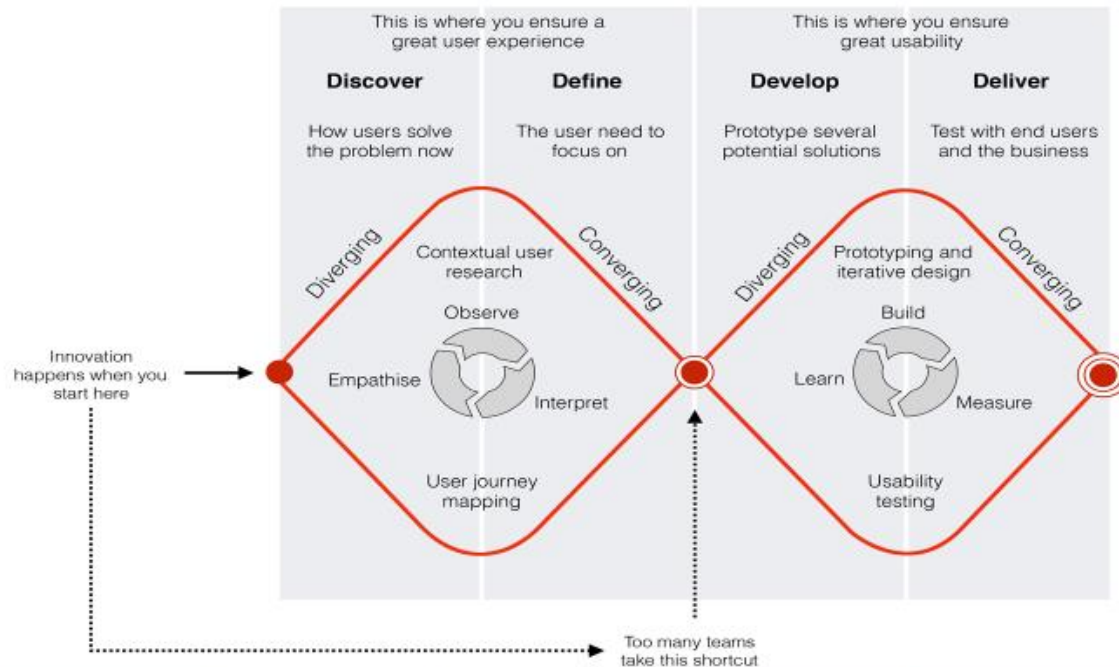 This is where you ensure a
great user experience
This is where you ensure
great usability
Discover
Define
Develop
Deliver
How users solve
the problem now
The user need to
focus on
Prototype several
potential solutions
Test with end users
and the business
Diverging
Converging
Diverging
Converging
Contextual user
research
Observe
Empathise
Interpret
User journey
mapping
Prototyping and
iterative design
Build
Learn
Measure
Usability
testing
Innovation
happens when you
start here
Too many teams
take this shortcut